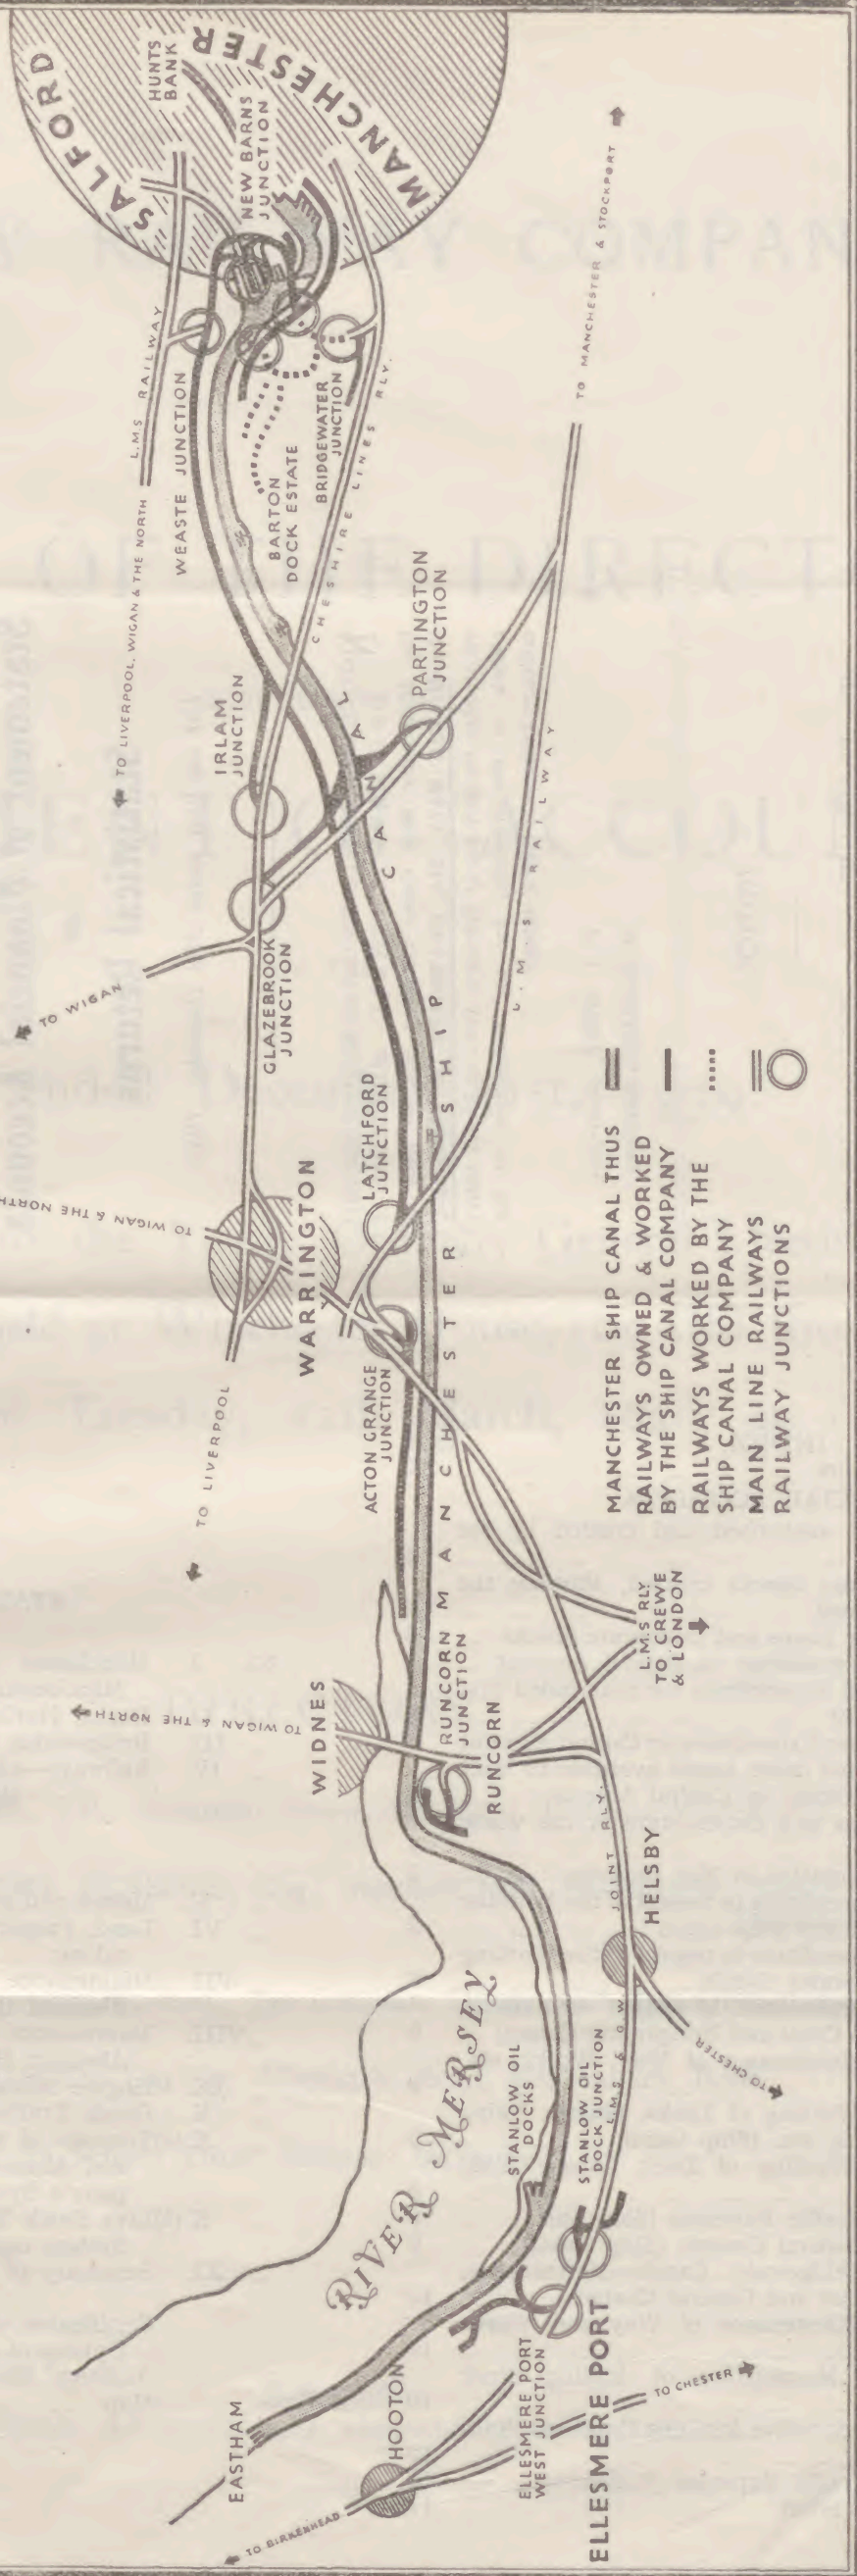 SALFORD
MANCHESTER
HUNTS
BANK
NEW BARNS
JUNCTION
L.M.S RAILWAY
TO LIVERPOOL, WIGAN & THE NORTH
WEASTE JUNCTION
BARTON
DOCK ESTATE
BRIDGEWATER
JUNCTION
CHESHIRE LINES RLY.
TO MANCHESTER & STOCKPORT
IRLAM
JUNCTION
PARTINGTON
JUNCTION
L.M.S. RAILWAY
GLAZEBROOK
JUNCTION
TO WIGAN
TO WIGAN & THE NORTH
WARRINGTON
LATCHFORD
JUNCTION
TO LIVERPOOL
ACTON GRANGE
JUNCTION
MANCHESTER SHIP CANAL
MANCHESTER SHIP CANAL THUS
RAILWAYS OWNED & WORKED
BY THE SHIP CANAL COMPANY
RAILWAYS WORKED BY THE
SHIP CANAL COMPANY
MAIN LINE RAILWAYS
RAILWAY JUNCTIONS
TO WIGAN & THE NORTH
WIDNES
RUNCORN
JUNCTION
RUNCORN
L.M.S RLY
TO CREWE
& LONDON
L.M.S & G.W. JOINT RLY.
HELSBY
TO CHESTER
RIVER MERSEY
STANLOW OIL
DOCKS
STANLOW OIL
DOCK JUNCTION
EASTHAM
HOOTON
ELLESMERE PORT
WEST JUNCTION
ELLESMERE PORT
TO CHESTER
TO BIRKENHEAD